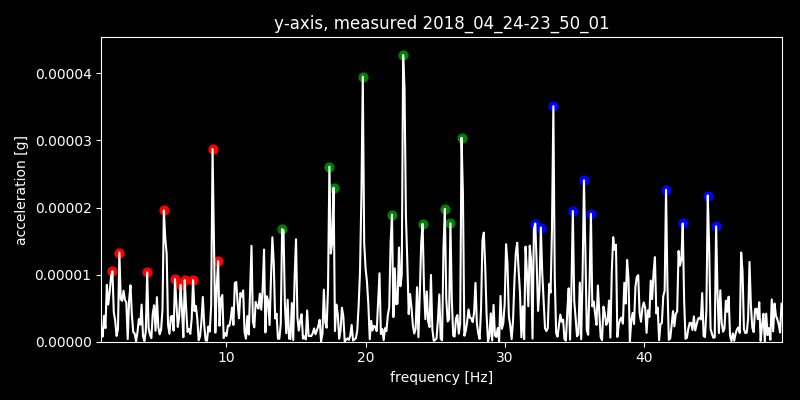 y-axis, measured 2018_04_24-23_50_01
0.00004
0.00003
0.00002
0.00001
0.00000
acceleration [g]
10 20 30 40
frequency [Hz]